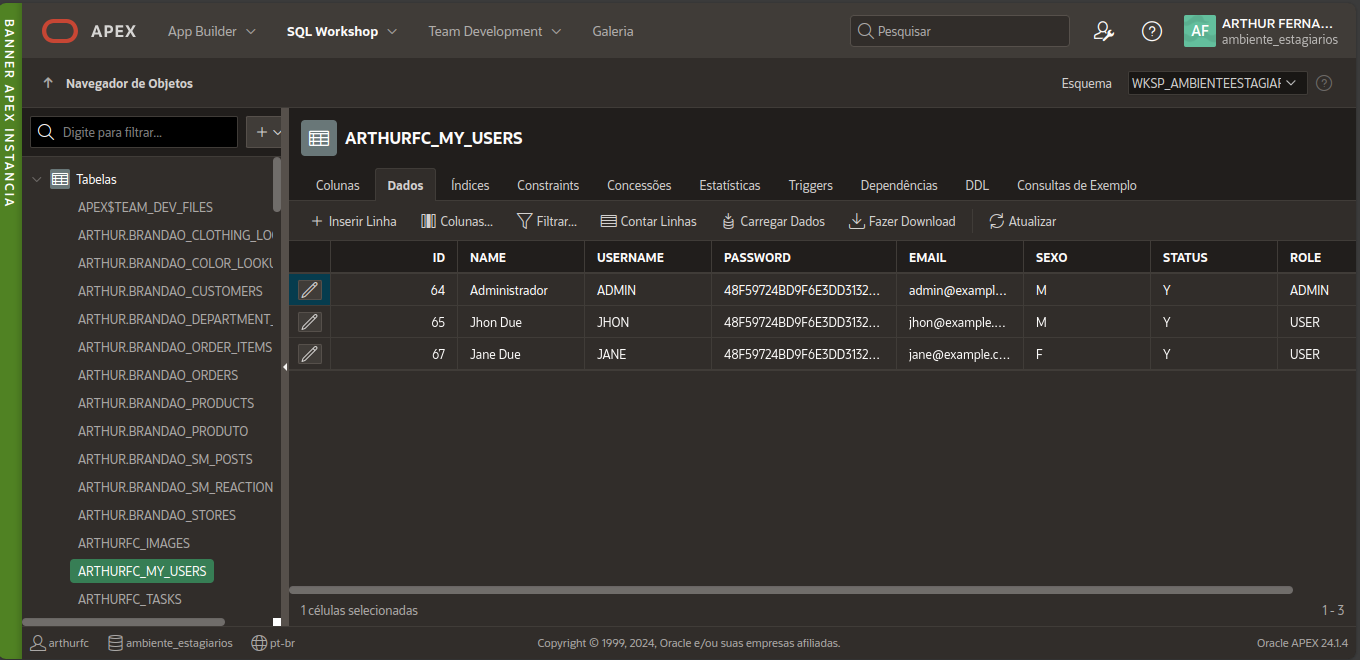 BANNER APEX INSTANCIA
APEX App Builder SQL Workshop Team Development Galeria Pesquisar AF ARTHUR FERNA...
ambiente_estagiarios
Navegador de Objetos Esquema WKSP_AMBIENTEESTAGIAR
Digite para filtrar...
ARTHURFC_MY_USERS
Tabelas
APEX$TEAM_DEV_FILES
ARTHUR.BRANDAO_CLOTHING_LO
ARTHUR.BRANDAO_COLOR_LOOKU
ARTHUR.BRANDAO_CUSTOMERS
ARTHUR.BRANDAO_DEPARTMENT_
ARTHUR.BRANDAO_ORDER_ITEMS
ARTHUR.BRANDAO_ORDERS
ARTHUR.BRANDAO_PRODUCTS
ARTHUR.BRANDAO_PRODUTO
ARTHUR.BRANDAO_SM_POSTS
ARTHUR.BRANDAO_SM_REACTION
ARTHUR.BRANDAO_STORES
ARTHURFC_IMAGES
ARTHURFC_MY_USERS
ARTHURFC_TASKS
Colunas Dados Índices Constraints Concessões Estatísticas Triggers Dependências DDL Consultas de Exemplo
Inserir Linha Colunas... Filtrar... Contar Linhas Carregar Dados Fazer Download Atualizar
ID NAME USERNAME PASSWORD EMAIL SEXO STATUS ROLE
64 Administrador ADMIN 48F59724BD9F6E3DD3132... admin@exampl... M Y ADMIN
65 Jhon Due JHON 48F59724BD9F6E3DD3132... jhon@example.... M Y USER
67 Jane Due JANE 48F59724BD9F6E3DD3132... jane@example.c... F Y USER
1 células selecionadas 1 - 3
arthurfc ambiente_estagiarios pt-br Copyright © 1999, 2024, Oracle e/ou suas empresas afiliadas. Oracle APEX 24.1.4